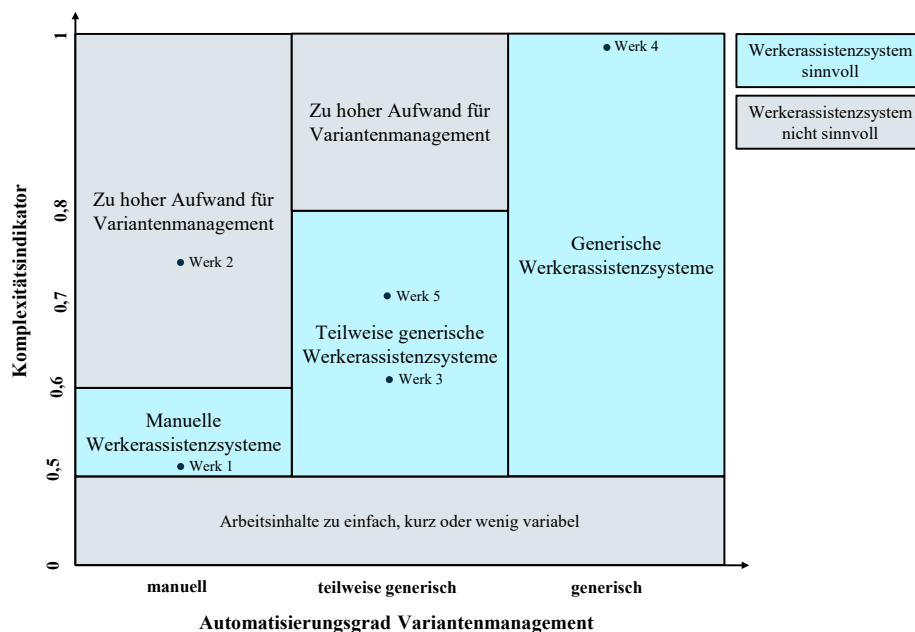 1
Werk 4
Werkerassistenzsystem
sinnvoll
Werkerassistenzsystem
nicht sinnvoll
Zu hoher Aufwand für
Variantenmanagement
Zu hoher Aufwand für
Variantenmanagement
0,8
Generische
Werkerassistenzsysteme
Werk 2
Komplexitätsindikator
0,7
Werk 5
Teilweise generische
Werkerassistenzsysteme
Werk 3
0,6
Manuelle
Werkerassistenzsysteme
Werk 1
0,5
Arbeitsinhalte zu einfach, kurz oder wenig variabel
0
manuell
teilweise generisch
generisch
Automatisierungsgrad Variantenmanagement